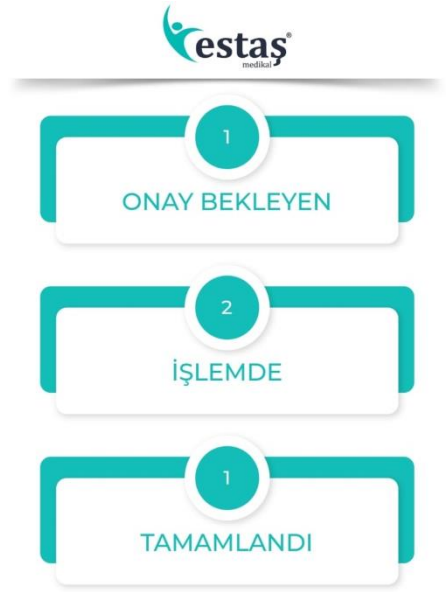 estaş
medikal
1
ONAY BEKLEYEN
2
İŞLEMDE
1
TAMAMLANDI